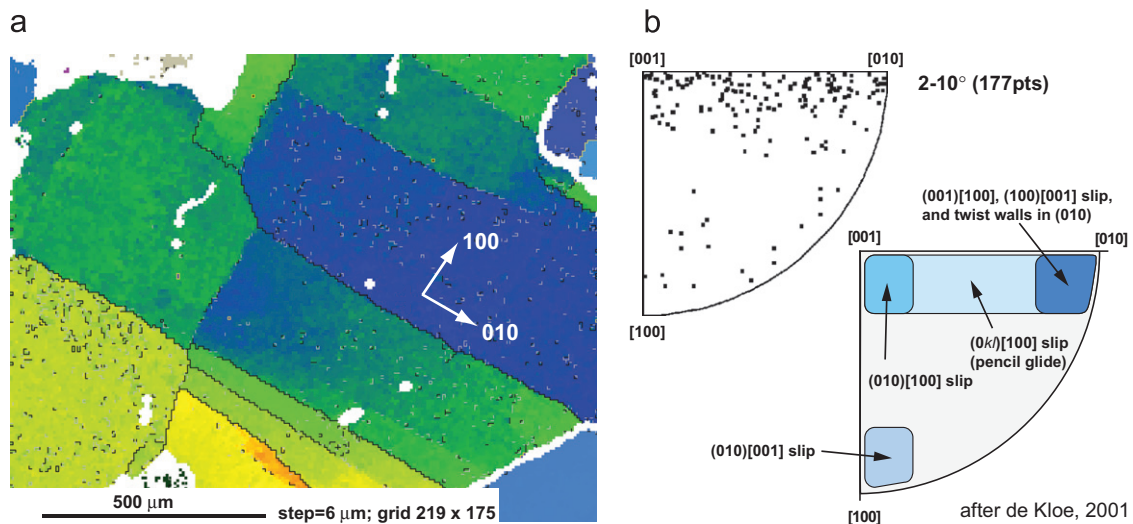 a
100
010
500 µm
step=6 µm; grid 219 x 175
b
[001]
[010]
2-10° (177pts)
[100]
(001)[100], (100)[001] slip,
and twist walls in (010)
[001]
[010]
(0kl)[100] slip
(pencil glide)
(010)[100] slip
(010)[001] slip
[100]
after de Kloe, 2001